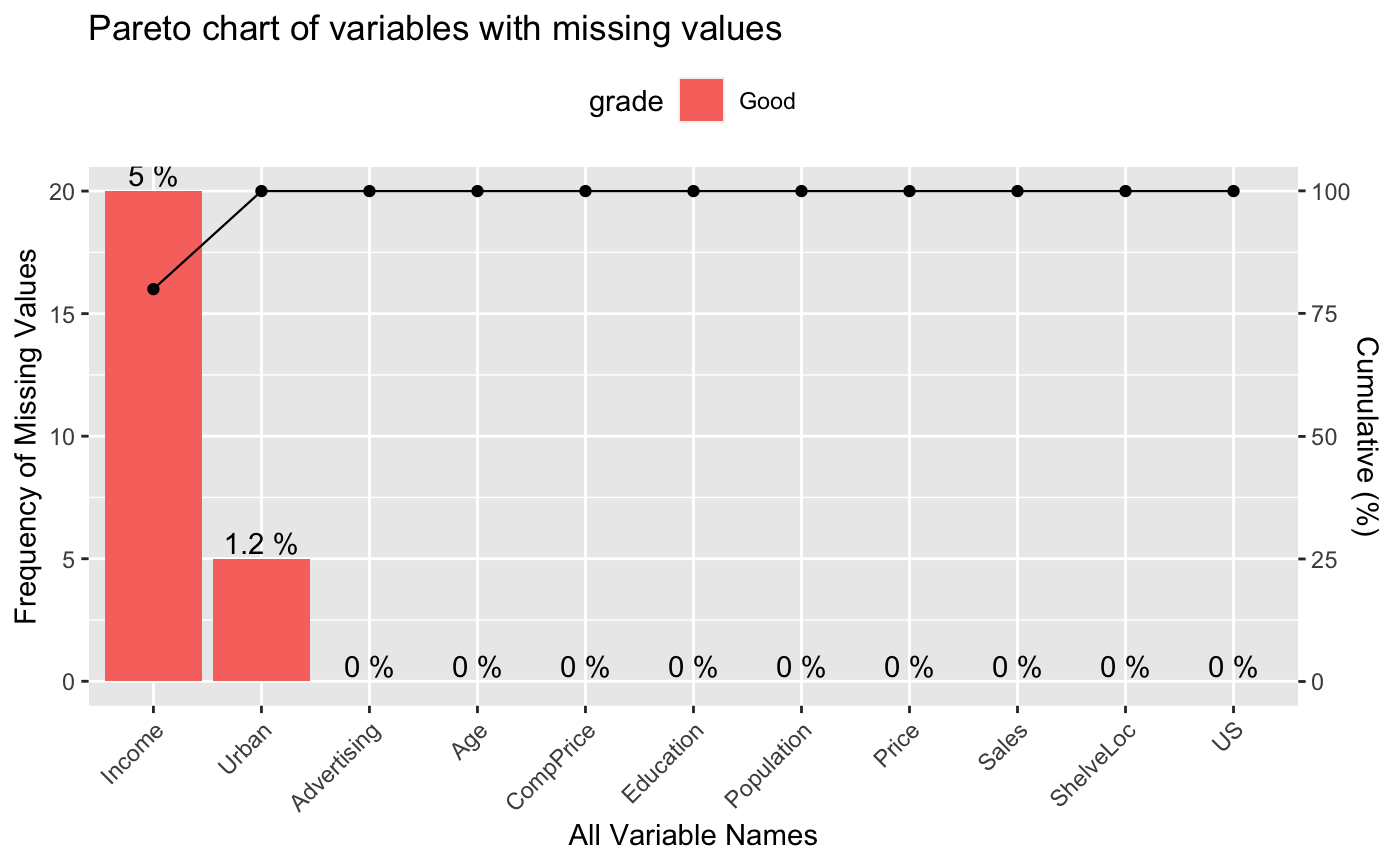 Pareto chart of variables with missing values
grade Good
5 %
1.2 %
0 % 0 % 0 % 0 % 0 % 0 % 0 % 0 % 0 %
20
15
10
5
0
Frequency of Missing Values
100
75
50
25
0
Cumulative (%)
Income Urban Advertising Age CompPrice Education Population Price Sales ShelveLoc US
All Variable Names